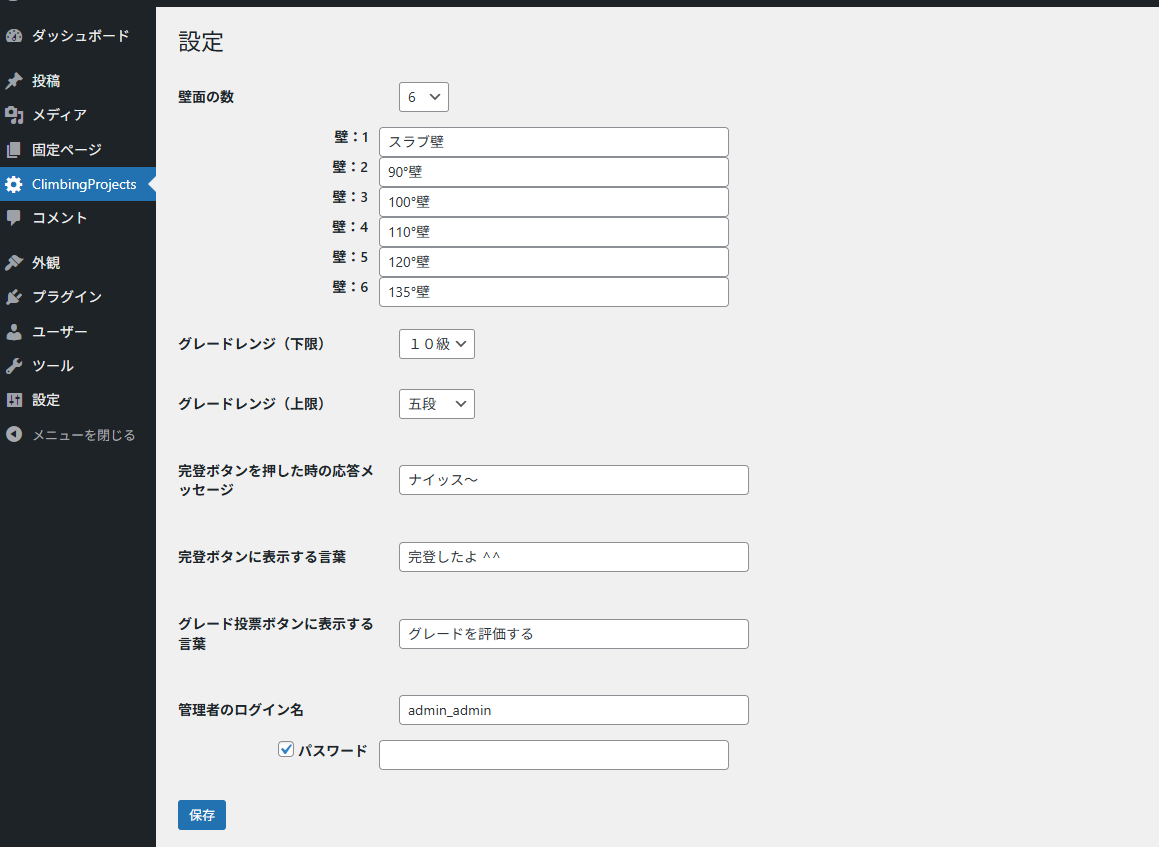 ダッシュボード
投稿
メディア
固定ページ
ClimbingProjects
コメント
外観
プラグイン
ユーザー
ツール
設定
メニューを閉じる
設定
壁面の数 6
壁：1 スラブ壁
壁：2 90°壁
壁：3 100°壁
壁：4 110°壁
壁：5 120°壁
壁：6 135°壁
グレードレンジ（下限） １０級
グレードレンジ（上限） 五段
完登ボタンを押した時の応答メ
ッセージ
ナイッス～
完登ボタンに表示する言葉 完登したよ ^^
グレード投票ボタンに表示する
言葉
グレードを評価する
管理者のログイン名 admin_admin
パスワード
保存